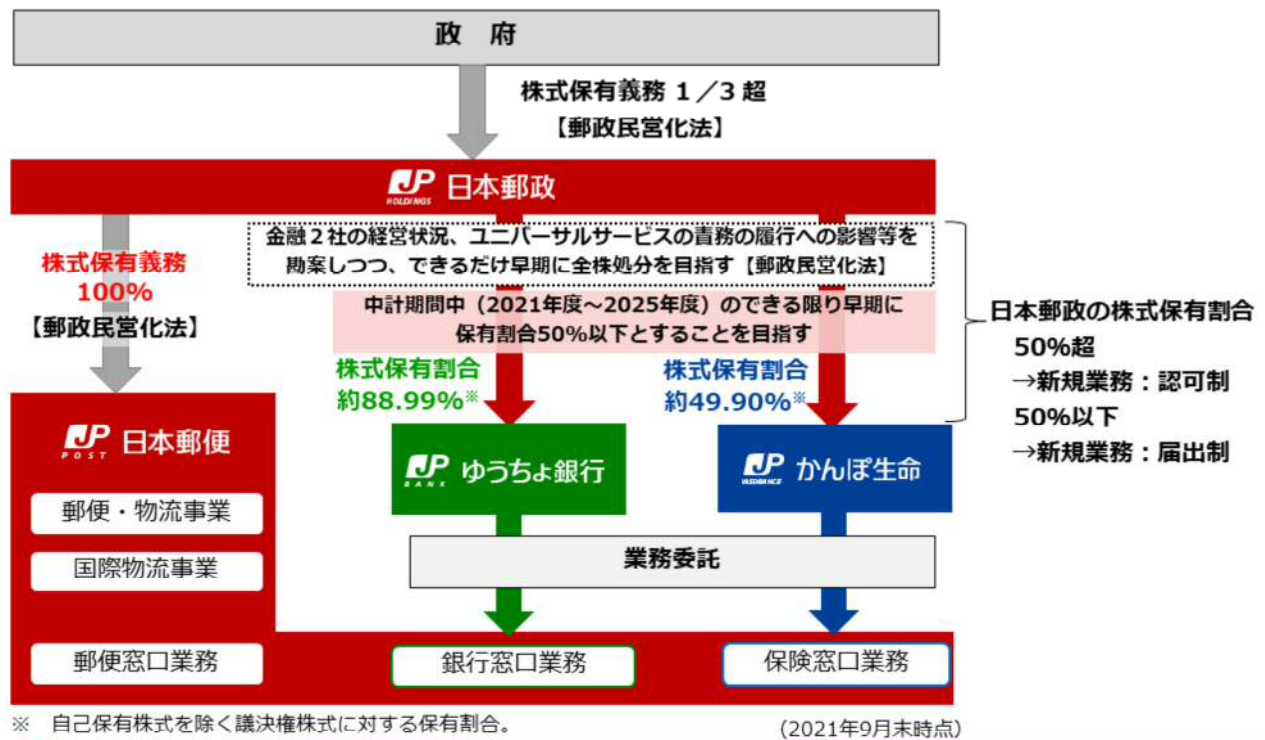 政 府
株式保有義務 1／3 超
【郵政民営化法】
JP 日本郵政
HOLDINGS
金融２社の経営状況、ユニバーサルサービスの責務の履行への影響等を
勘案しつつ、できるだけ早期に全株処分を目指す【郵政民営化法】
株式保有義務
100%
【郵政民営化法】
中計期間中（2021年度～2025年度）のできる限り早期に
保有割合50%以下とすることを目指す
日本郵政の株式保有割合
50%超
→新規業務：認可制
50%以下
→新規業務：届出制
株式保有割合
約88.99%※
株式保有割合
約49.90%※
JP 日本郵便
POST
JP ゆうちょ銀行
BANK
JP かんぽ生命
INSURANCE
郵便・物流事業
国際物流事業
業務委託
郵便窓口業務
銀行窓口業務
保険窓口業務
※ 自己保有株式を除く議決権株式に対する保有割合。
（2021年9月末時点）